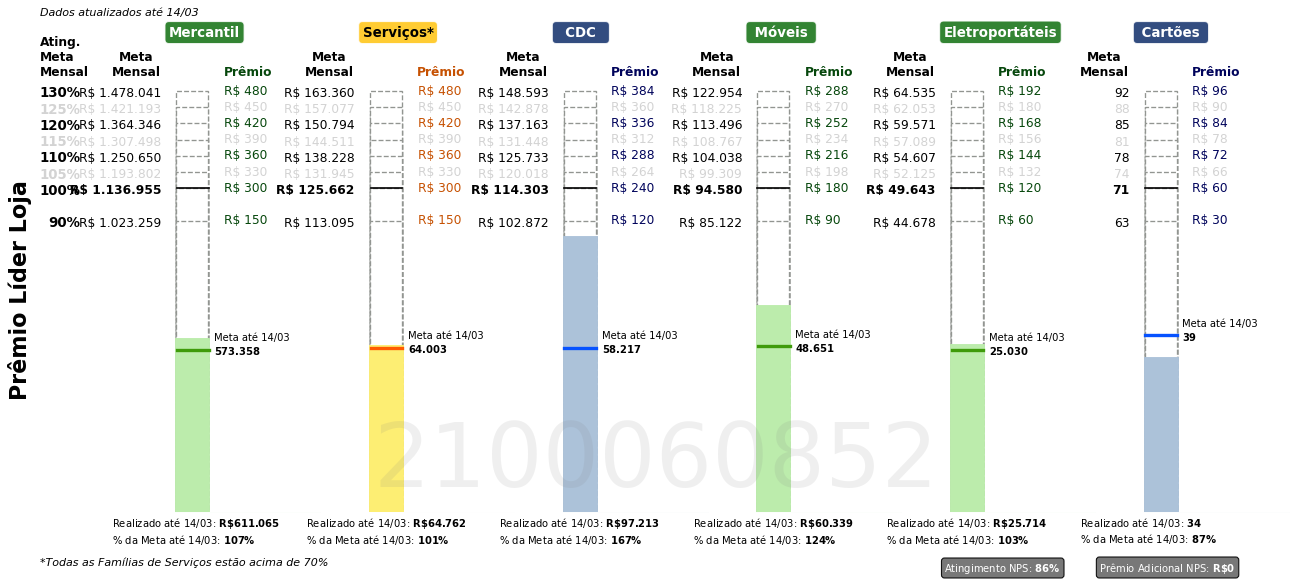 Dados atualizados até 14/03
Mercantil Serviços* CDC Móveis Eletroportáteis Cartões
Ating.
Meta Meta Meta Meta Meta Meta Meta
Mensal Mensal Prêmio Mensal Prêmio Mensal Prêmio Mensal Prêmio Mensal Prêmio Mensal Prêmio
130% R$ 1.478.041 R$ 480 R$ 163.360 R$ 480 R$ 148.593 R$ 384 R$ 122.954 R$ 288 R$ 64.535 R$ 192 92 R$ 96
125% R$ 1.421.193 R$ 450 R$ 157.077 R$ 450 R$ 142.878 R$ 360 R$ 118.225 R$ 270 R$ 62.053 R$ 180 88 R$ 90
120% R$ 1.364.346 R$ 420 R$ 150.794 R$ 420 R$ 137.163 R$ 336 R$ 113.496 R$ 252 R$ 59.571 R$ 168 85 R$ 84
115% R$ 1.307.498 R$ 390 R$ 144.511 R$ 390 R$ 131.448 R$ 312 R$ 108.767 R$ 234 R$ 57.089 R$ 156 81 R$ 78
110% R$ 1.250.650 R$ 360 R$ 138.228 R$ 360 R$ 125.733 R$ 288 R$ 104.038 R$ 216 R$ 54.607 R$ 144 78 R$ 72
105% R$ 1.193.802 R$ 330 R$ 131.945 R$ 330 R$ 120.018 R$ 264 R$ 99.309 R$ 198 R$ 52.125 R$ 132 74 R$ 66
100% R$ 1.136.955 R$ 300 R$ 125.662 R$ 300 R$ 114.303 R$ 240 R$ 94.580 R$ 180 R$ 49.643 R$ 120 71 R$ 60
90% R$ 1.023.259 R$ 150 R$ 113.095 R$ 150 R$ 102.872 R$ 120 R$ 85.122 R$ 90 R$ 44.678 R$ 60 63 R$ 30
Prêmio Líder Loja
Meta até 14/03 Meta até 14/03 Meta até 14/03 Meta até 14/03 Meta até 14/03 Meta até 14/03
573.358 64.003 58.217 48.651 25.030 39
2100060852
Realizado até 14/03: R$611.065 Realizado até 14/03: R$64.762 Realizado até 14/03: R$97.213 Realizado até 14/03: R$60.339 Realizado até 14/03: R$25.714 Realizado até 14/03: 34
% da Meta até 14/03: 107% % da Meta até 14/03: 101% % da Meta até 14/03: 167% % da Meta até 14/03: 124% % da Meta até 14/03: 103% % da Meta até 14/03: 87%
*Todas as Famílias de Serviços estão acima de 70% Atingimento NPS: 86% Prêmio Adicional NPS: R$0